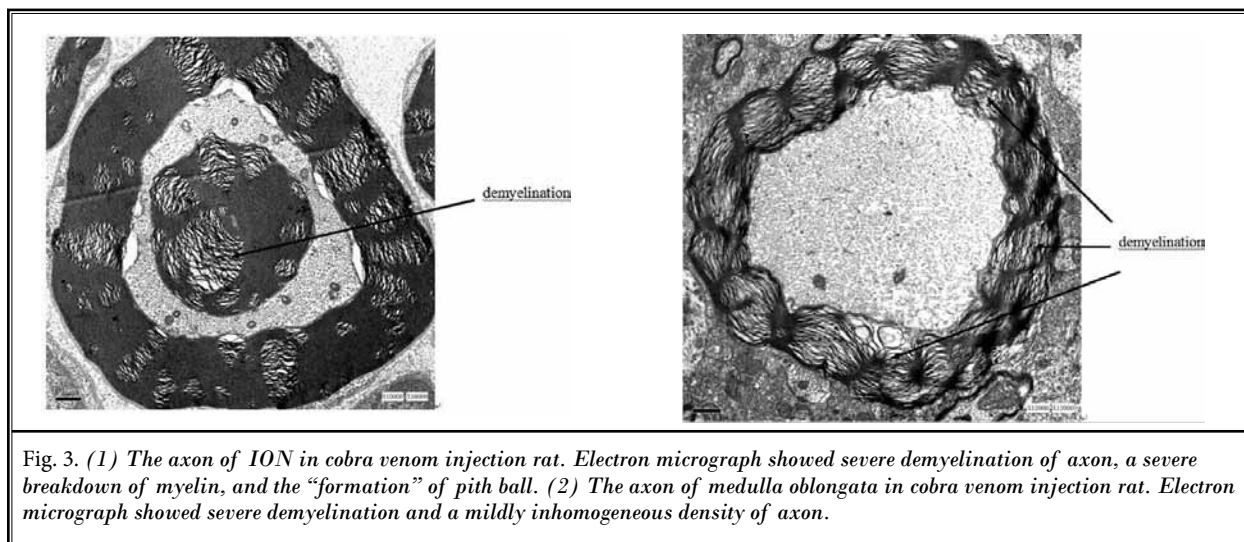 demyelination
demyelination
Fig. 3. (1) The axon of ION in cobra venom injection rat. Electron micrograph showed severe demyelination of axon, a severe
breakdown of myelin, and the “formation” of pith ball. (2) The axon of medulla oblongata in cobra venom injection rat. Electron
micrograph showed severe demyelination and a mildly inhomogeneous density of axon.